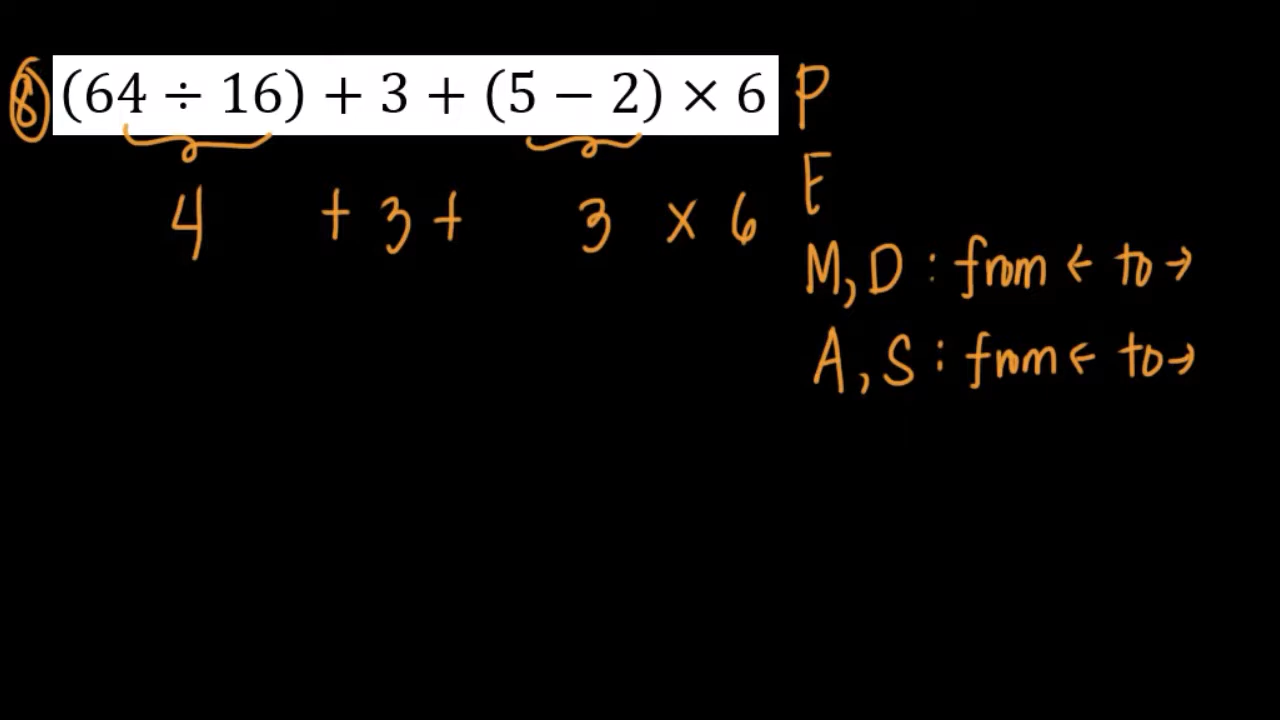 ⑧ (64 ÷ 16) + 3 + (5 − 2) × 6
4 + 3 + 3 × 6
P
E
M, D : from ← to →
A, S : from ← to →